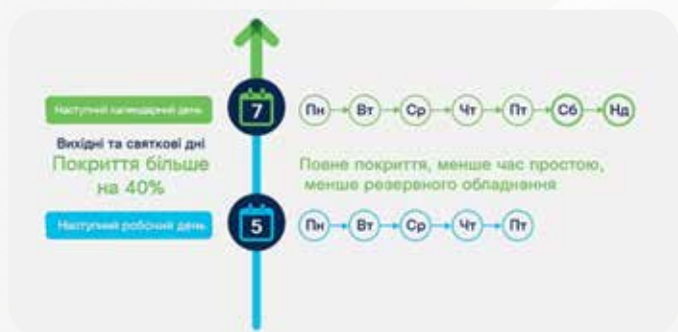 Наступний календарний день
7
Пн Вт Ср Чт Пт Сб Нд
Вихідні та святкові дні
Покриття більше
на 40%
Повне покриття, менше час простою,
менше резервного обладнання
Наступний робочий день
5
Пн Вт Ср Чт Пт